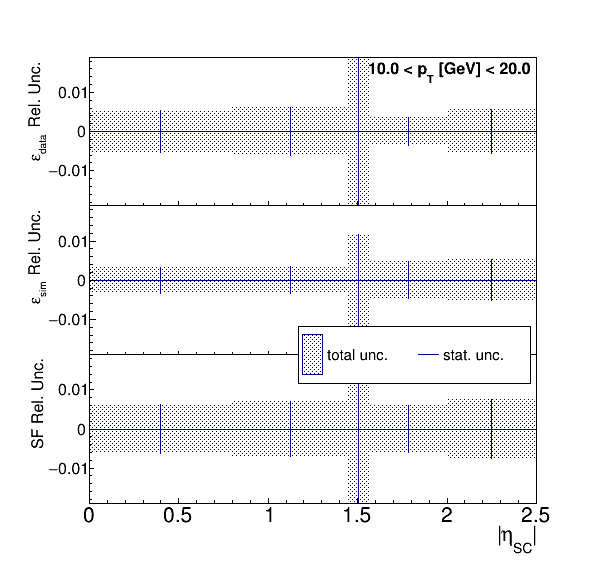 10.0 < p_T [GeV] < 20.0
ε_data Rel. Unc.
0.01
0
−0.01
ε_sim Rel. Unc.
0.01
0
−0.01
total unc. stat. unc.
SF Rel. Unc.
0.01
0
−0.01
0 0.5 1 1.5 2 2.5
|η_SC|